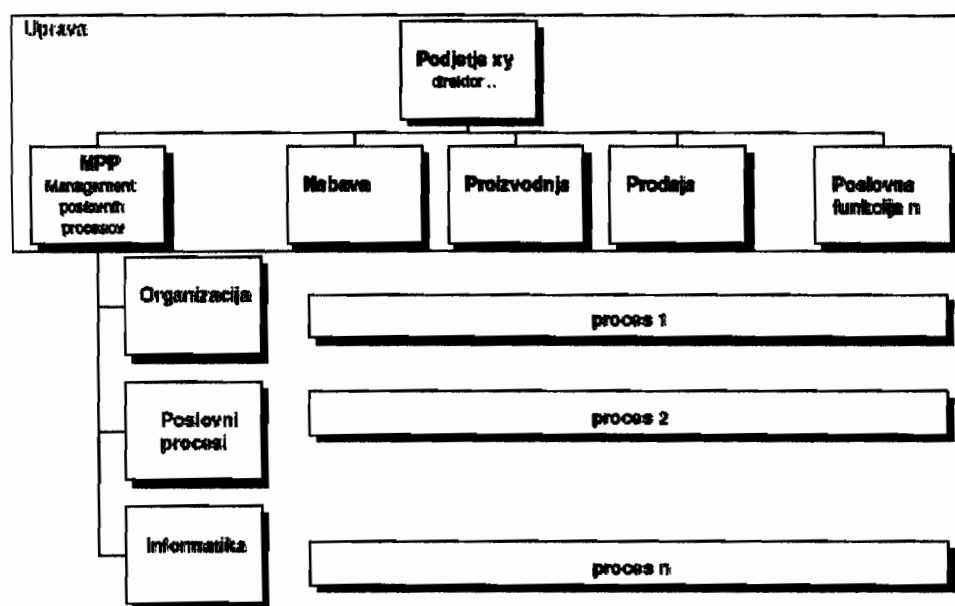 Uprava
Podjetje xy
direktor ..
MPP
Management
poslovnih
procesov
Nabava
Proizvodnja
Prodaja
Poslovna
funkcija n
Organizacija
proces 1
Poslovni
procesi
proces 2
Informatika
proces n